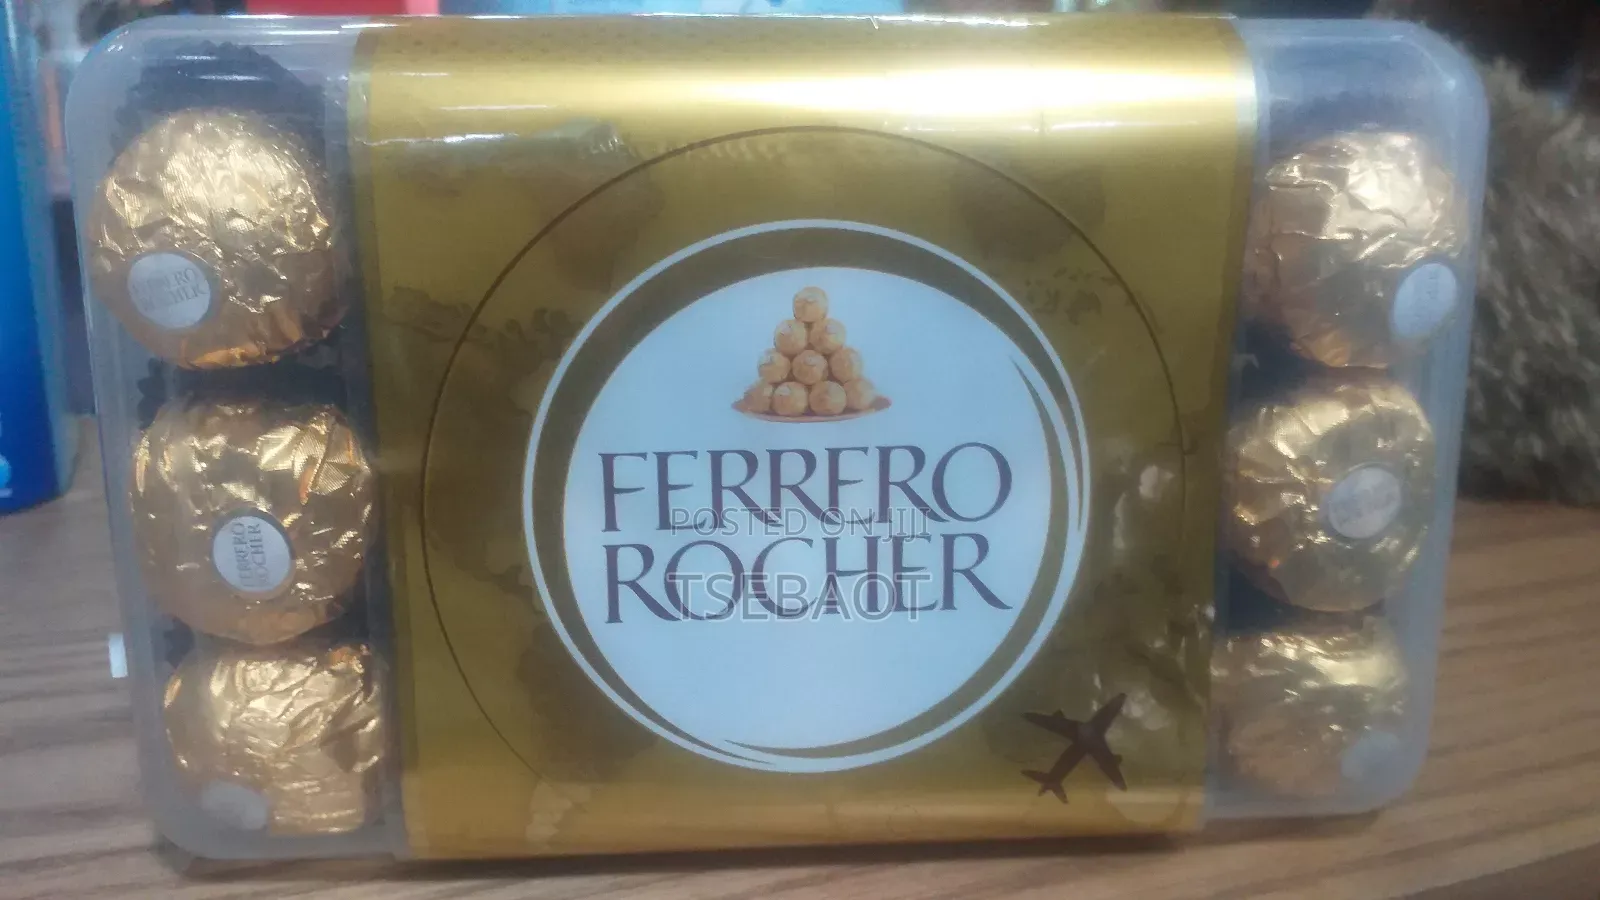 FERRERO
ROCHER
POSTED ON JIJI
TSEBAOT
FERRERO
ROCHER
FERRERO
ROCHER